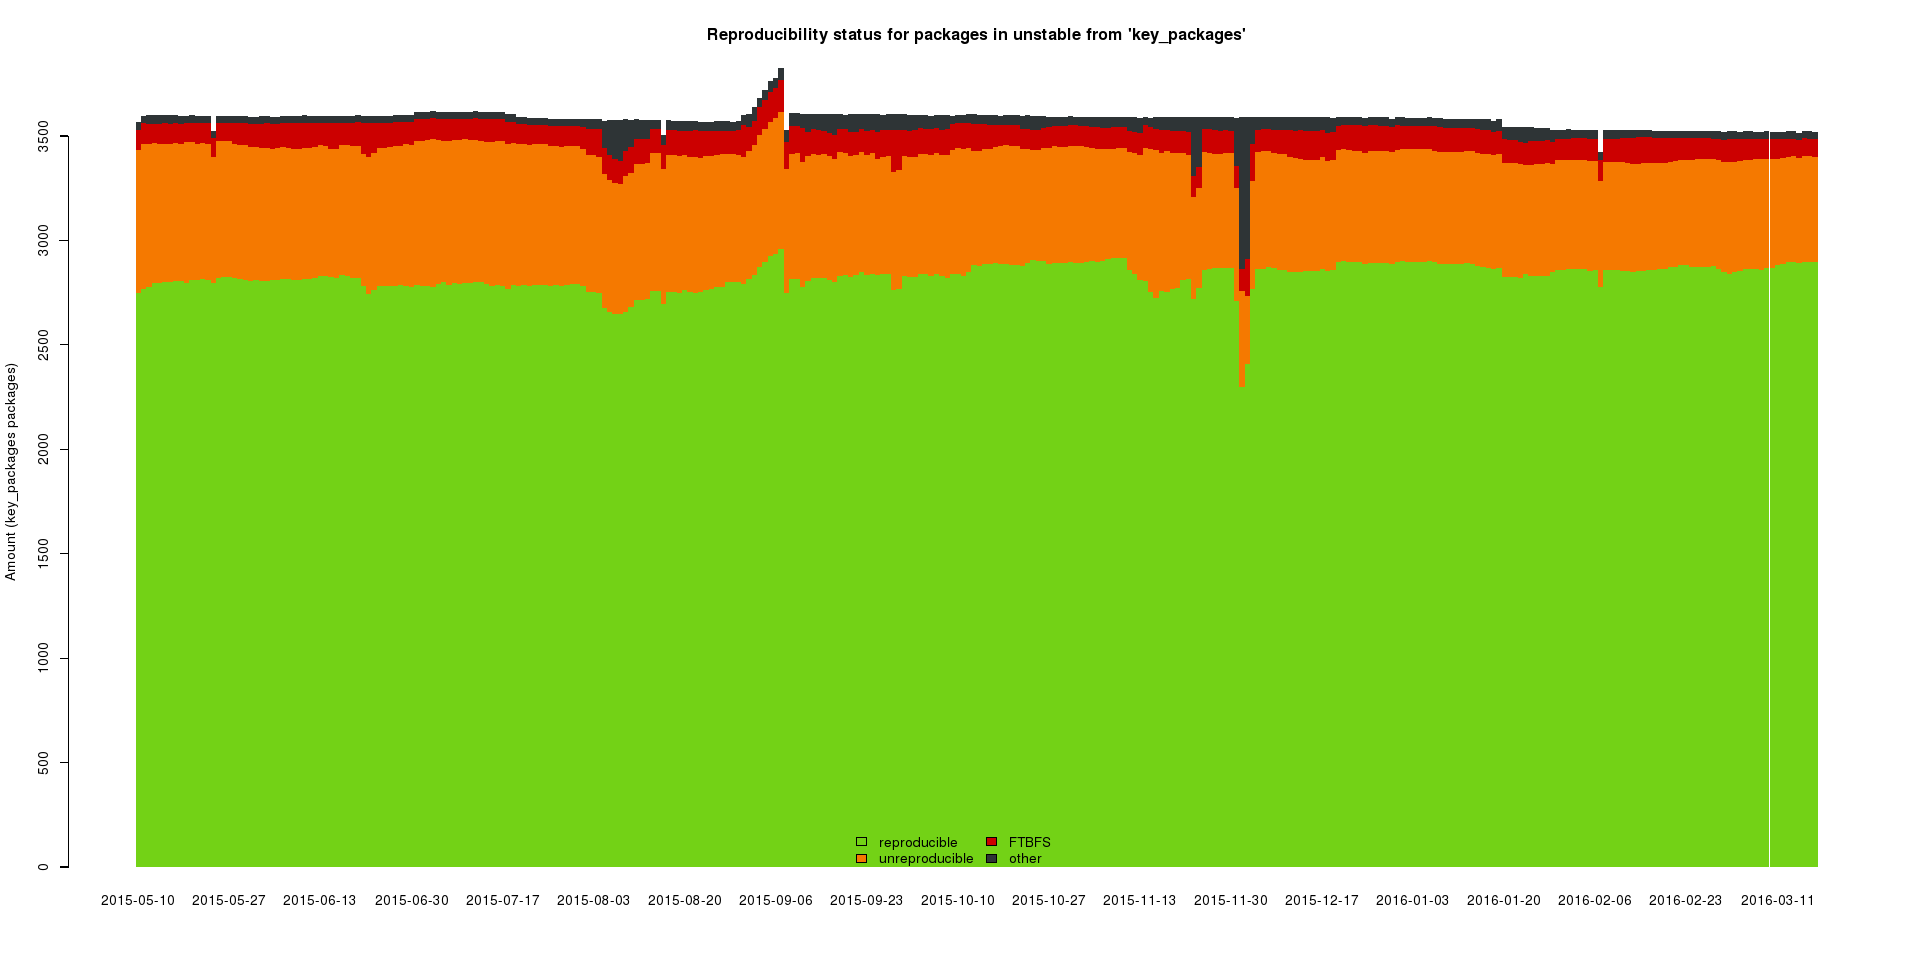 Reproducibility status for packages in unstable from 'key_packages'
Amount (key_packages packages)
3500
3000
2500
2000
1500
1000
500
0
reproducible
unreproducible
FTBFS
other
2015-05-10 2015-05-27 2015-06-13 2015-06-30 2015-07-17 2015-08-03 2015-08-20 2015-09-06 2015-09-23 2015-10-10 2015-10-27 2015-11-13 2015-11-30 2015-12-17 2016-01-03 2016-01-20 2016-02-06 2016-02-23 2016-03-11